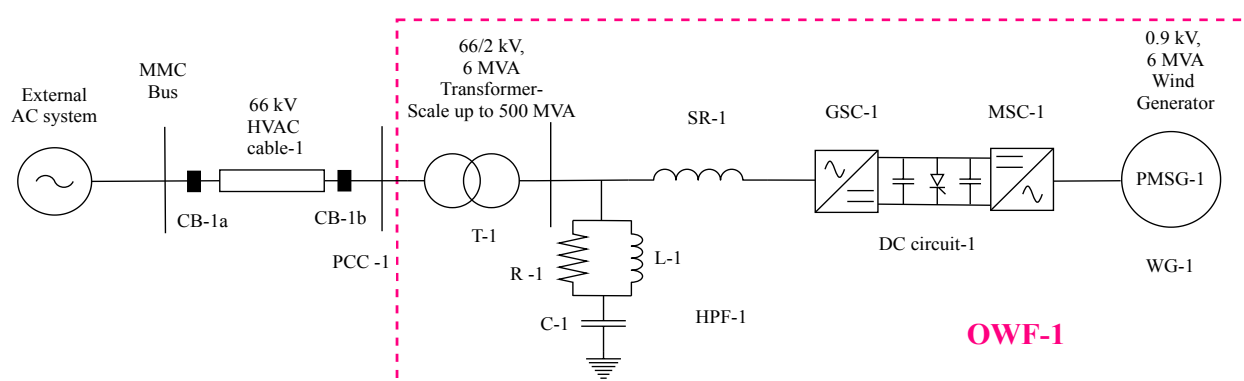 External
AC system
MMC
Bus
CB-1a
66 kV
HVAC
cable-1
CB-1b
PCC -1
66/2 kV,
6 MVA
Transformer-
Scale up to 500 MVA
T-1
R -1
L-1
C-1
HPF-1
SR-1
GSC-1
DC circuit-1
MSC-1
0.9 kV,
6 MVA
Wind
Generator
PMSG-1
WG-1
OWF-1